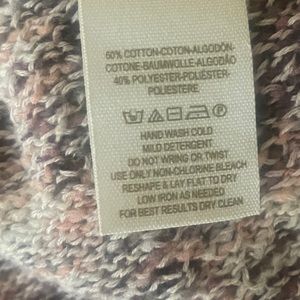 60% COTTON-COTON-ALGODÓN-
COTONE-BAUMWOLLE-ALGODÃO
40% POLYESTER-POLIÉSTER-
POLIESTERE
HAND WASH COLD
MILD DETERGENT
DO NOT WRING OR TWIST
USE ONLY NON-CHLORINE BLEACH
RESHAPE & LAY FLAT TO DRY
LOW IRON AS NEEDED
FOR BEST RESULTS DRY CLEAN